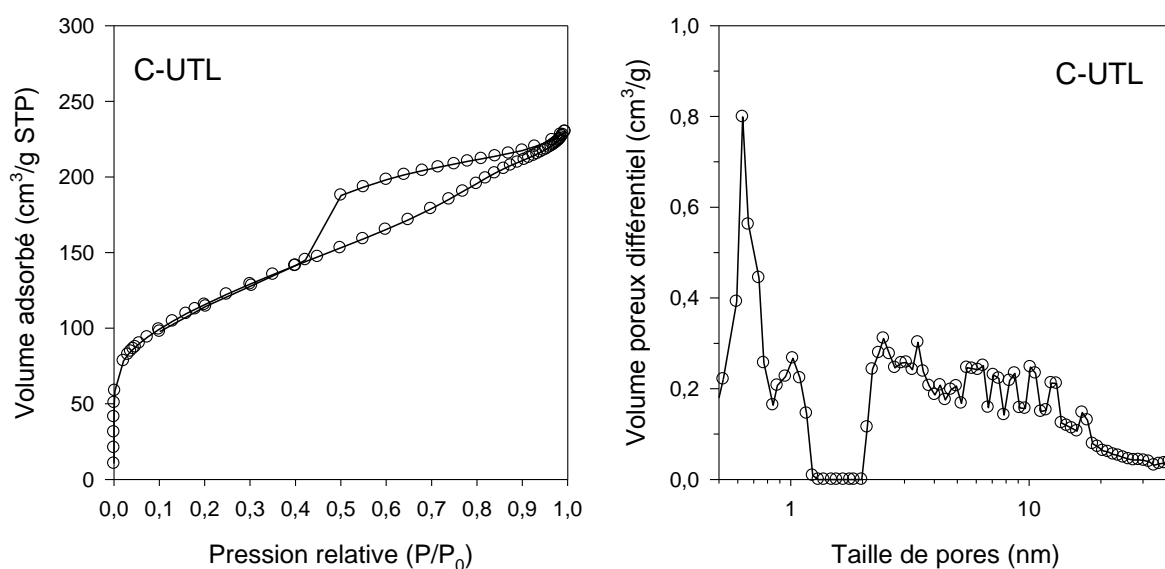 C-UTL
Volume adsorbé (cm³/g STP)
300
250
200
150
100
50
0
0,0 0,1 0,2 0,3 0,4 0,5 0,6 0,7 0,8 0,9 1,0
Pression relative (P/P₀)
C-UTL
Volume poreux différentiel (cm³/g)
1,0
0,8
0,6
0,4
0,2
0,0
1 10
Taille de pores (nm)